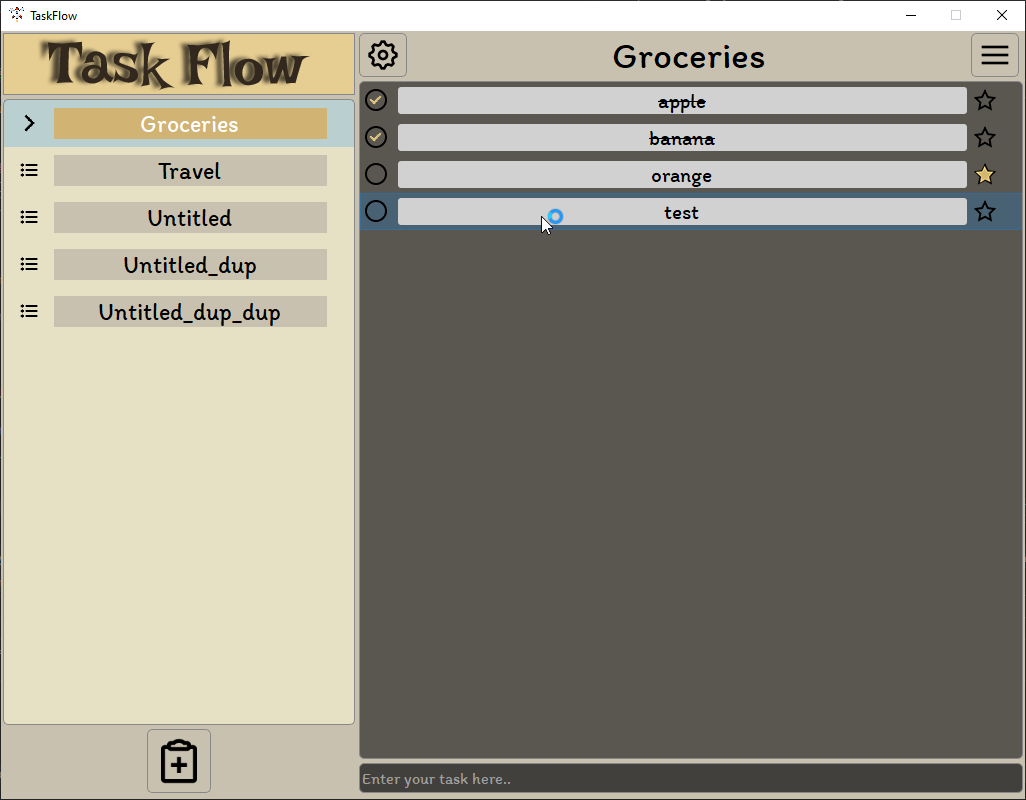 TaskFlow
Task Flow
Groceries
Travel
Untitled
Untitled_dup
Untitled_dup_dup
Groceries
apple
banana
orange
test
Enter your task here..